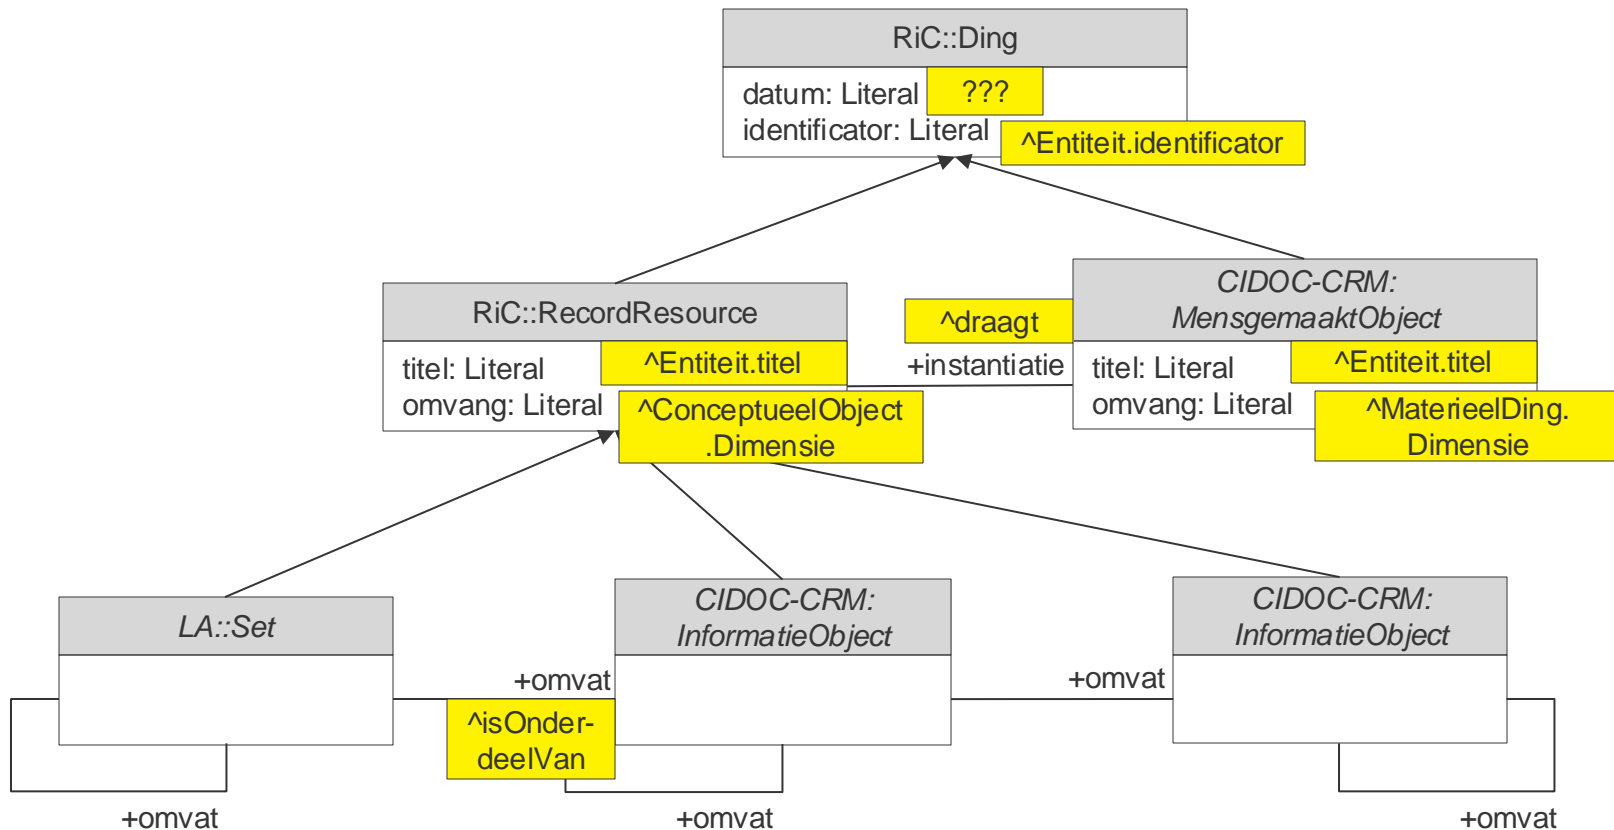 RiC::Ding
datum: Literal
???
identificator: Literal
^Entiteit.identificator
RiC::RecordResource
titel: Literal
^Entiteit.titel
omvang: Literal
^ConceptueelObject
.Dimensie
^draagt
+instantiatie
CIDOC-CRM:
MensgemaaktObject
titel: Literal
^Entiteit.titel
omvang: Literal
^MaterieelDing.
Dimensie
LA::Set
+omvat
+omvat
^isOnder-
deelVan
CIDOC-CRM:
InformatieObject
+omvat
+omvat
CIDOC-CRM:
InformatieObject
+omvat